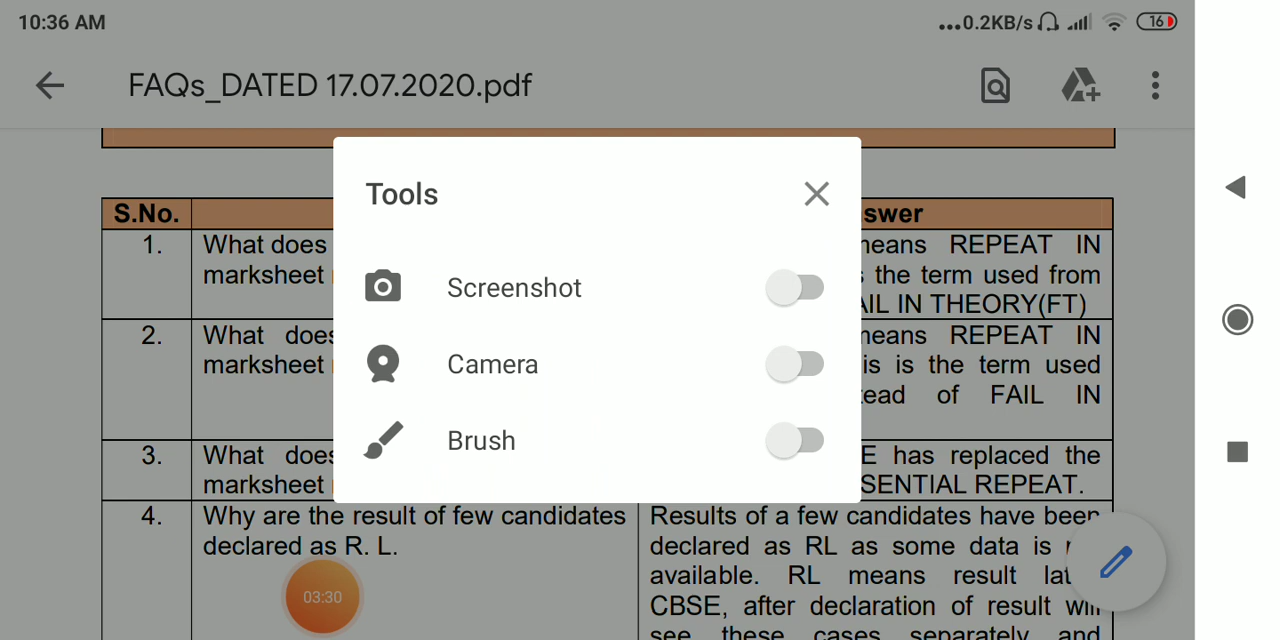 10:36 AM
...0.2KB/s 16
FAQs_DATED 17.07.2020.pdf
Tools
Screenshot
Camera
Brush
S.No. swer
1. What does means REPEAT IN
marksheet the term used from
IL IN THEORY(FT)
2. What does means REPEAT IN
marksheet is is the term used
ead of FAIL IN
3. What does E has replaced the
marksheet SENTIAL REPEAT.
4. Why are the result of few candidates Results of a few candidates have been
declared as R. L. declared as RL as some data is
available. RL means result
CBSE, after declaration of result will
see these cases separately and
03:30